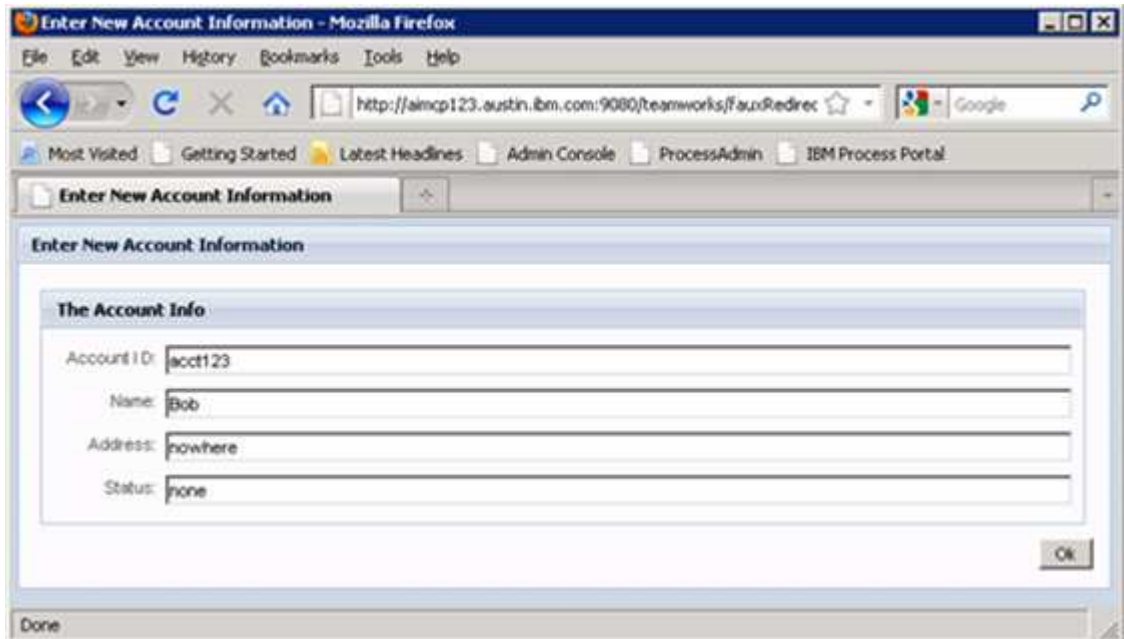 Enter New Account Information - Mozilla Firefox
File Edit View History Bookmarks Tools Help
http://aimcp123.austin.ibm.com:9080/teamworks/fauxRedirec Google
Most Visited Getting Started Latest Headlines Admin Console ProcessAdmin IBM Process Portal
Enter New Account Information
Enter New Account Information
The Account Info
Account ID: acct123
Name: Bob
Address: nowhere
Status: none
Ok
Done